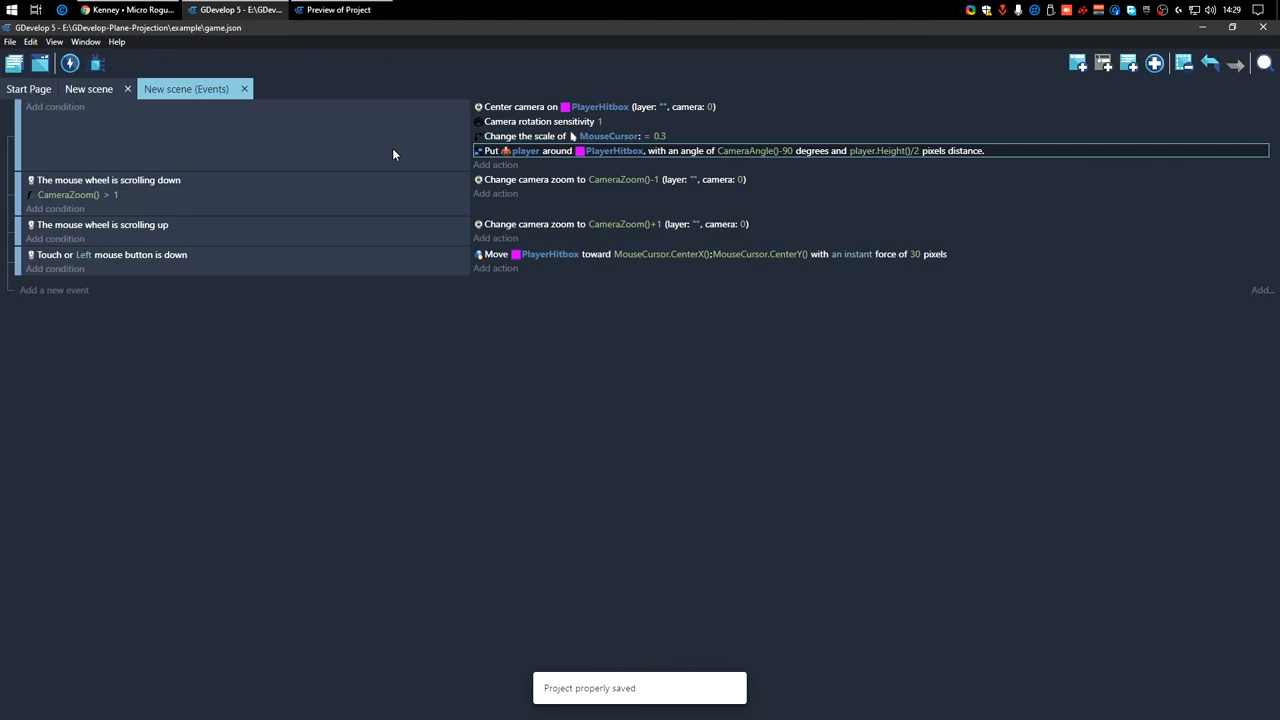 Kenney • Micro Rogu...
GDevelop 5 - E:\GDev...
Preview of Project
14:29
GDevelop 5 - E:\GDevelop-Plane-Projection\example\game.json
File Edit View Window Help
Start Page New scene × New scene (Events) ×
Add condition
Center camera on PlayerHitbox (layer: "", camera: 0)
Camera rotation sensitivity 1
Change the scale of MouseCursor: = 0.3
Put player around PlayerHitbox, with an angle of CameraAngle()-90 degrees and player.Height()/2 pixels distance.
Add action
The mouse wheel is scrolling down
CameraZoom() > 1
Add condition
Change camera zoom to CameraZoom()-1 (layer: "", camera: 0)
Add action
The mouse wheel is scrolling up
Add condition
Change camera zoom to CameraZoom()+1 (layer: "", camera: 0)
Add action
Touch or Left mouse button is down
Add condition
Move PlayerHitbox toward MouseCursor.CenterX();MouseCursor.CenterY() with an instant force of 30 pixels
Add action
Add a new event
Add...
Project properly saved